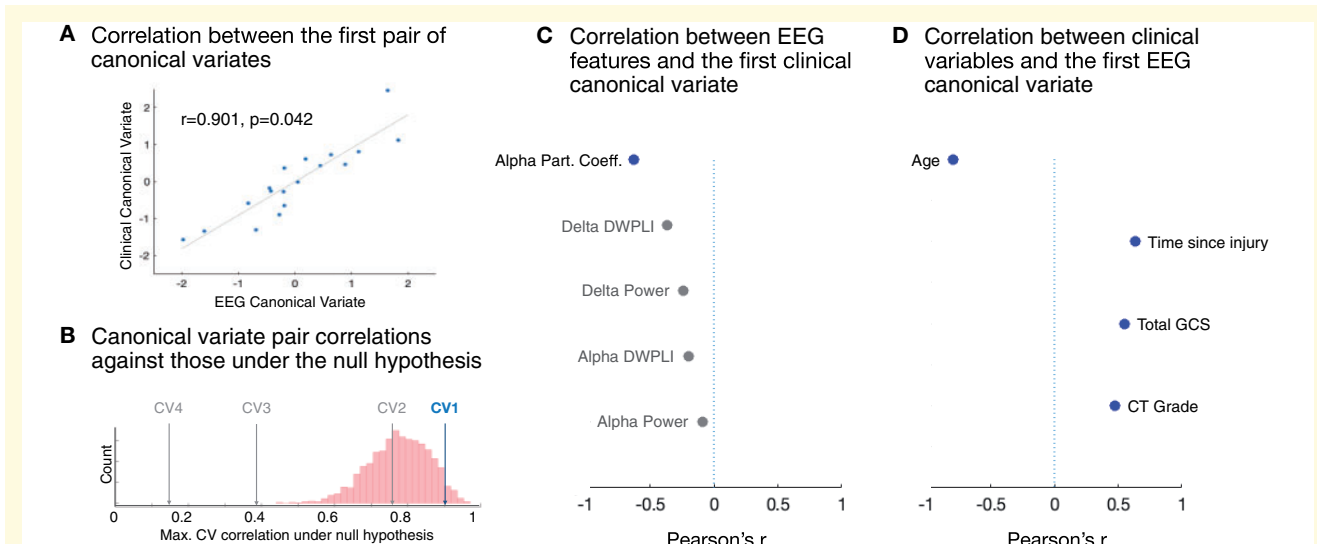 A Correlation between the first pair of
canonical variates
r=0.901, p=0.042
Clinical Canonical Variate
2
1
0
-1
-2
-2 -1 0 1 2
EEG Canonical Variate
B Canonical variate pair correlations
against those under the null hypothesis
CV4 CV3 CV2 CV1
Count
0 0.2 0.4 0.6 0.8 1
Max. CV correlation under null hypothesis
C Correlation between EEG
features and the first clinical
canonical variate
Alpha Part. Coeff.
Delta DWPLI
Delta Power
Alpha DWPLI
Alpha Power
-1 -0.5 0 0.5 1
Pearson's r
D Correlation between clinical
variables and the first EEG
canonical variate
Age
Time since injury
Total GCS
CT Grade
-1 -0.5 0 0.5 1
Pearson's r